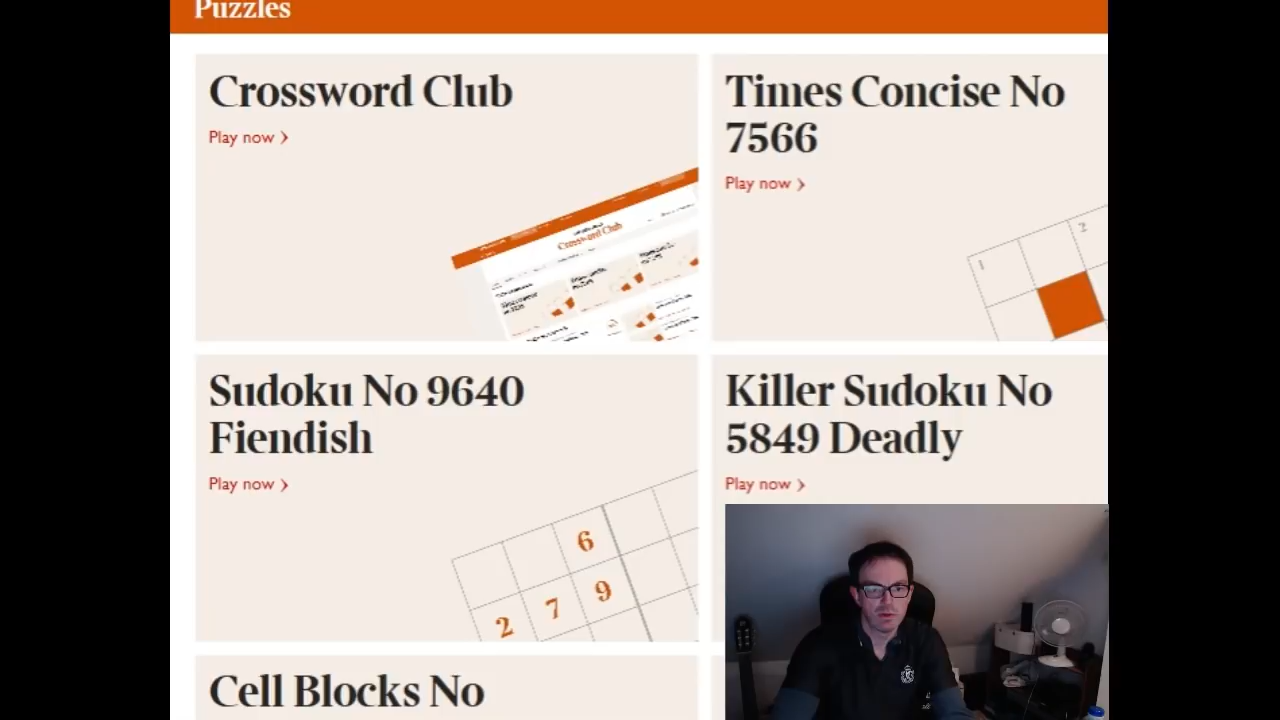 Puzzles
Crossword Club
Play now
Times Concise No
7566
Play now
Crossword Club
1
2
Sudoku No 9640
Fiendish
Play now
6
2 7 9
Killer Sudoku No
5849 Deadly
Play now
Cell Blocks No